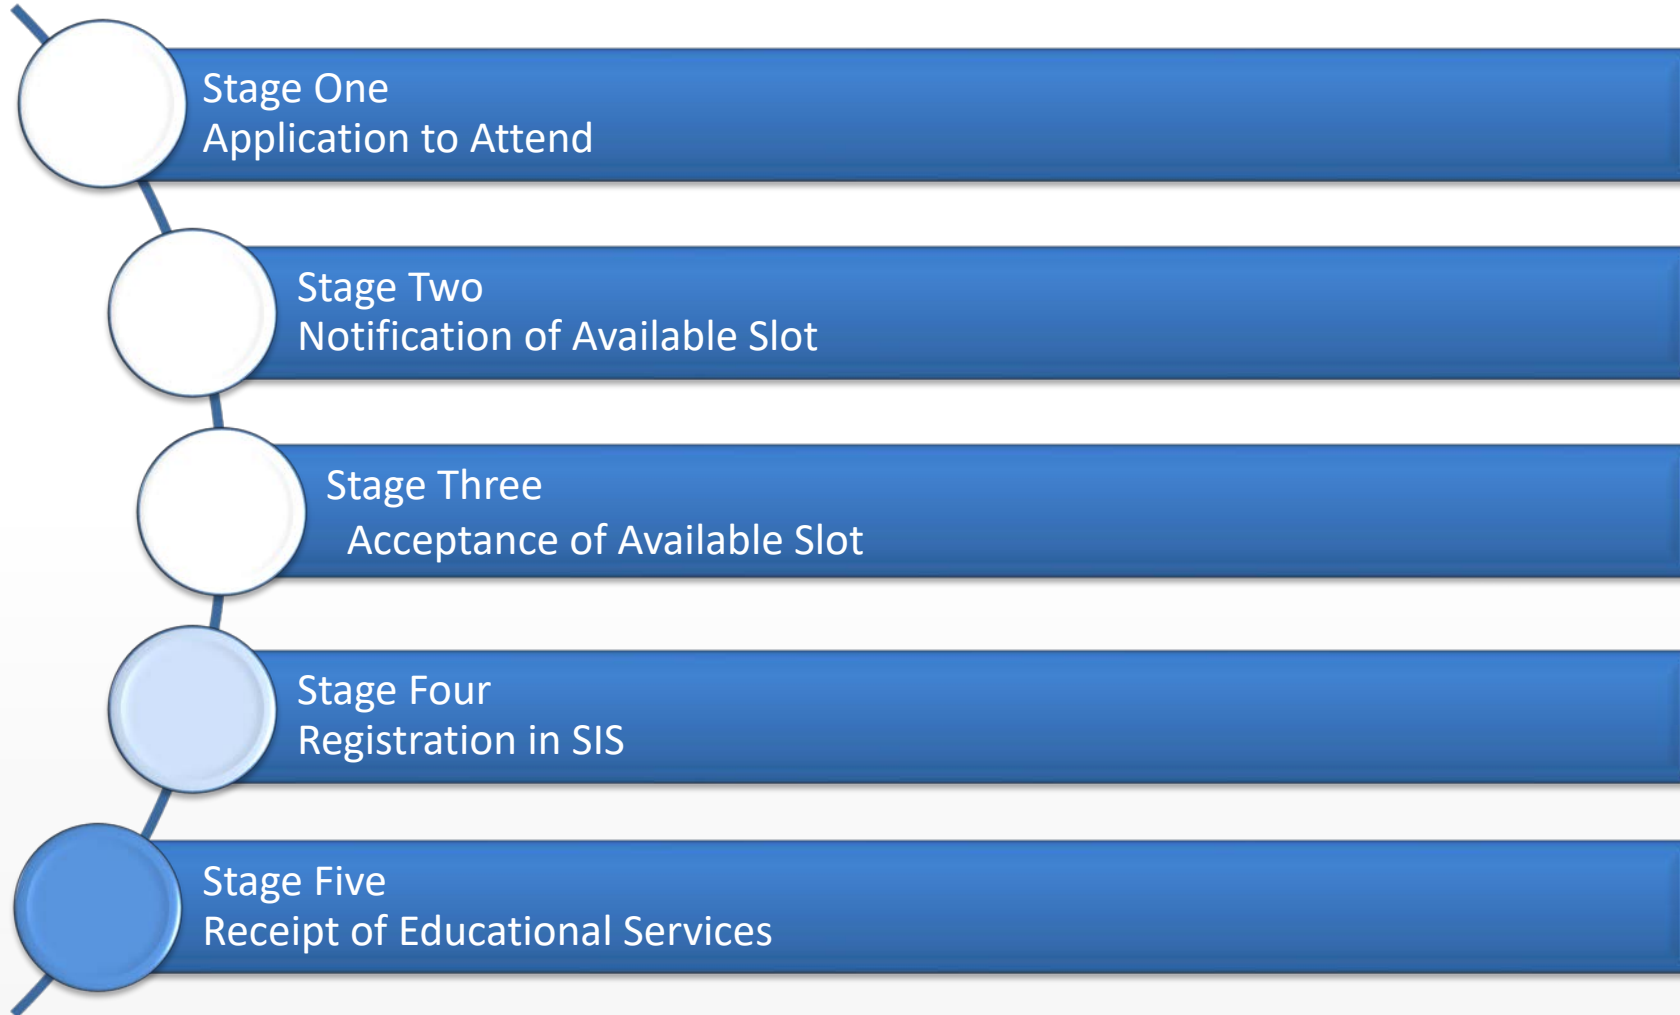 Stage One
Application to Attend
Stage Two
Notification of Available Slot
Stage Three
Acceptance of Available Slot
Stage Four
Registration in SIS
Stage Five
Receipt of Educational Services